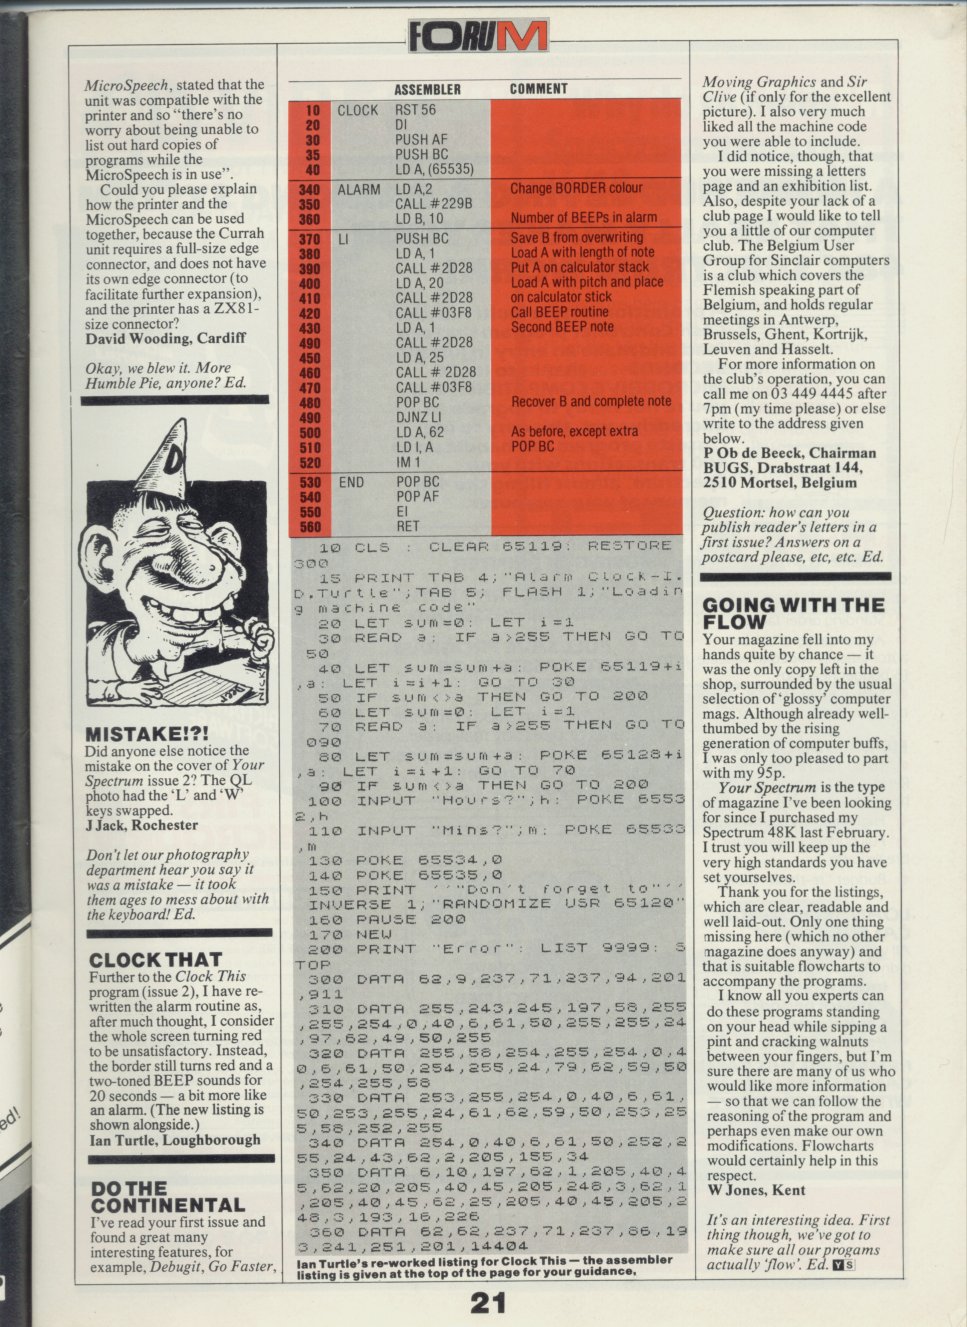 FORUM
MicroSpeech, stated that the
unit was compatible with the
printer and so "there's no
worry about being unable to
list out hard copies of
programs while the
MicroSpeech is in use".
Could you please explain
how the printer and the
MicroSpeech can be used
together, because the Currah
unit requires a full-size edge
connector, and does not have
its own edge connector (to
facilitate further expansion),
and the printer has a ZX81-
size connector?
David Wooding, Cardiff
Okay, we blew it. More
Humble Pie, anyone? Ed.
D
NICK
MISTAKE!?!
Did anyone else notice the
mistake on the cover of Your
Spectrum issue 2? The QL
photo had the 'L' and 'W'
keys swapped.
J Jack, Rochester
Don't let our photography
department hear you say it
was a mistake — it took
them ages to mess about with
the keyboard! Ed.
CLOCK THAT
Further to the Clock This
program (issue 2), I have re-
written the alarm routine as,
after much thought, I consider
the whole screen turning red
to be unsatisfactory. Instead,
the border still turns red and a
two-toned BEEP sounds for
20 seconds — a bit more like
an alarm. (The new listing is
shown alongside.)
Ian Turtle, Loughborough
DO THE
CONTINENTAL
I've read your first issue and
found a great many
interesting features, for
example, Debugit, Go Faster,
ASSEMBLER COMMENT
10 CLOCK RST 56
20 DI
30 PUSH AF
35 PUSH BC
40 LD A, (65535)
340 ALARM LD A,2 Change BORDER colour
350 CALL #229B
360 LD B, 10 Number of BEEPs in alarm
370 LI PUSH BC Save B from overwriting
380 LD A, 1 Load A with length of note
390 CALL #2D28 Put A on calculator stack
400 LD A, 20 Load A with pitch and place
410 CALL #2D28 on calculator stick
420 CALL #03F8 Call BEEP routine
430 LD A, 1 Second BEEP note
490 CALL #2D28
450 LD A, 25
460 CALL # 2D28
470 CALL #03F8
480 POP BC Recover B and complete note
490 DJNZ LI
500 LD A, 62 As before, except extra
510 LD I, A POP BC
520 IM 1
530 END POP BC
540 POP AF
550 EI
560 RET
10 CLS : CLEAR 65119: RESTORE
300
15 PRINT TAB 4;"Alarm Clock-I.
D.Turtle";TAB 5; FLASH 1;"Loadin
g machine code"
20 LET sum=0: LET i=1
30 READ a: IF a>255 THEN GO TO
50
40 LET sum=sum+a: POKE 65119+i
,a: LET i=i+1: GO TO 30
50 IF sum<>a THEN GO TO 200
60 LET sum=0: LET i=1
70 READ a: IF a>255 THEN GO TO
090
80 LET sum=sum+a: POKE 65128+i
,a: LET i=i+1: GO TO 70
90 IF sum<>a THEN GO TO 200
100 INPUT "Hours?";h: POKE 6553
2,h
110 INPUT "Mins?";m: POKE 65533
,m
130 POKE 65534,0
140 POKE 65535,0
150 PRINT ''"Don't forget to"''
INVERSE 1;"RANDOMIZE USR 65120"
160 PAUSE 200
170 NEW
200 PRINT "Error": LIST 9999: S
TOP
300 DATA 62,9,237,71,237,94,201
,911
310 DATA 255,243,245,197,58,255
,255,254,0,40,6,61,50,255,255,24
,97,62,49,50,255
320 DATA 255,58,254,255,254,0,4
0,6,61,50,254,255,24,79,62,59,50
,254,255,58
330 DATA 253,255,254,0,40,6,61,
50,253,255,24,61,62,59,50,253,25
5,58,252,255
340 DATA 254,0,40,6,61,50,252,2
55,24,43,62,2,205,155,34
350 DATA 6,10,197,62,1,205,40,4
5,62,20,205,40,45,205,248,3,62,1
,205,40,45,62,25,205,40,45,205,2
48,3,193,16,226
360 DATA 62,62,237,71,237,86,19
3,241,251,201,14404
Ian Turtle's re-worked listing for Clock This — the assembler
listing is given at the top of the page for your guidance.
Moving Graphics and Sir
Clive (if only for the excellent
picture). I also very much
liked all the machine code
you were able to include.
I did notice, though, that
you were missing a letters
page and an exhibition list.
Also, despite your lack of a
club page I would like to tell
you a little of our computer
club. The Belgium User
Group for Sinclair computers
is a club which covers the
Flemish speaking part of
Belgium, and holds regular
meetings in Antwerp,
Brussels, Ghent, Kortrijk,
Leuven and Hasselt.
For more information on
the club's operation, you can
call me on 03 449 4445 after
7pm (my time please) or else
write to the address given
below.
P Ob de Beeck, Chairman
BUGS, Drabstraat 144,
2510 Mortsel, Belgium
Question: how can you
publish reader's letters in a
first issue? Answers on a
postcard please, etc, etc. Ed.
GOING WITH THE
FLOW
Your magazine fell into my
hands quite by chance — it
was the only copy left in the
shop, surrounded by the usual
selection of 'glossy' computer
mags. Although already well-
thumbed by the rising
generation of computer buffs,
I was only too pleased to part
with my 95p.
Your Spectrum is the type
of magazine I've been looking
for since I purchased my
Spectrum 48K last February.
I trust you will keep up the
very high standards you have
set yourselves.
Thank you for the listings,
which are clear, readable and
well laid-out. Only one thing
missing here (which no other
magazine does anyway) and
that is suitable flowcharts to
accompany the programs.
I know all you experts can
do these programs standing
on your head while sipping a
pint and cracking walnuts
between your fingers, but I'm
sure there are many of us who
would like more information
— so that we can follow the
reasoning of the program and
perhaps even make our own
modifications. Flowcharts
would certainly help in this
respect.
W Jones, Kent
It's an interesting idea. First
thing though, we've got to
make sure all our progams
actually 'flow'. Ed. YS
21
ed!